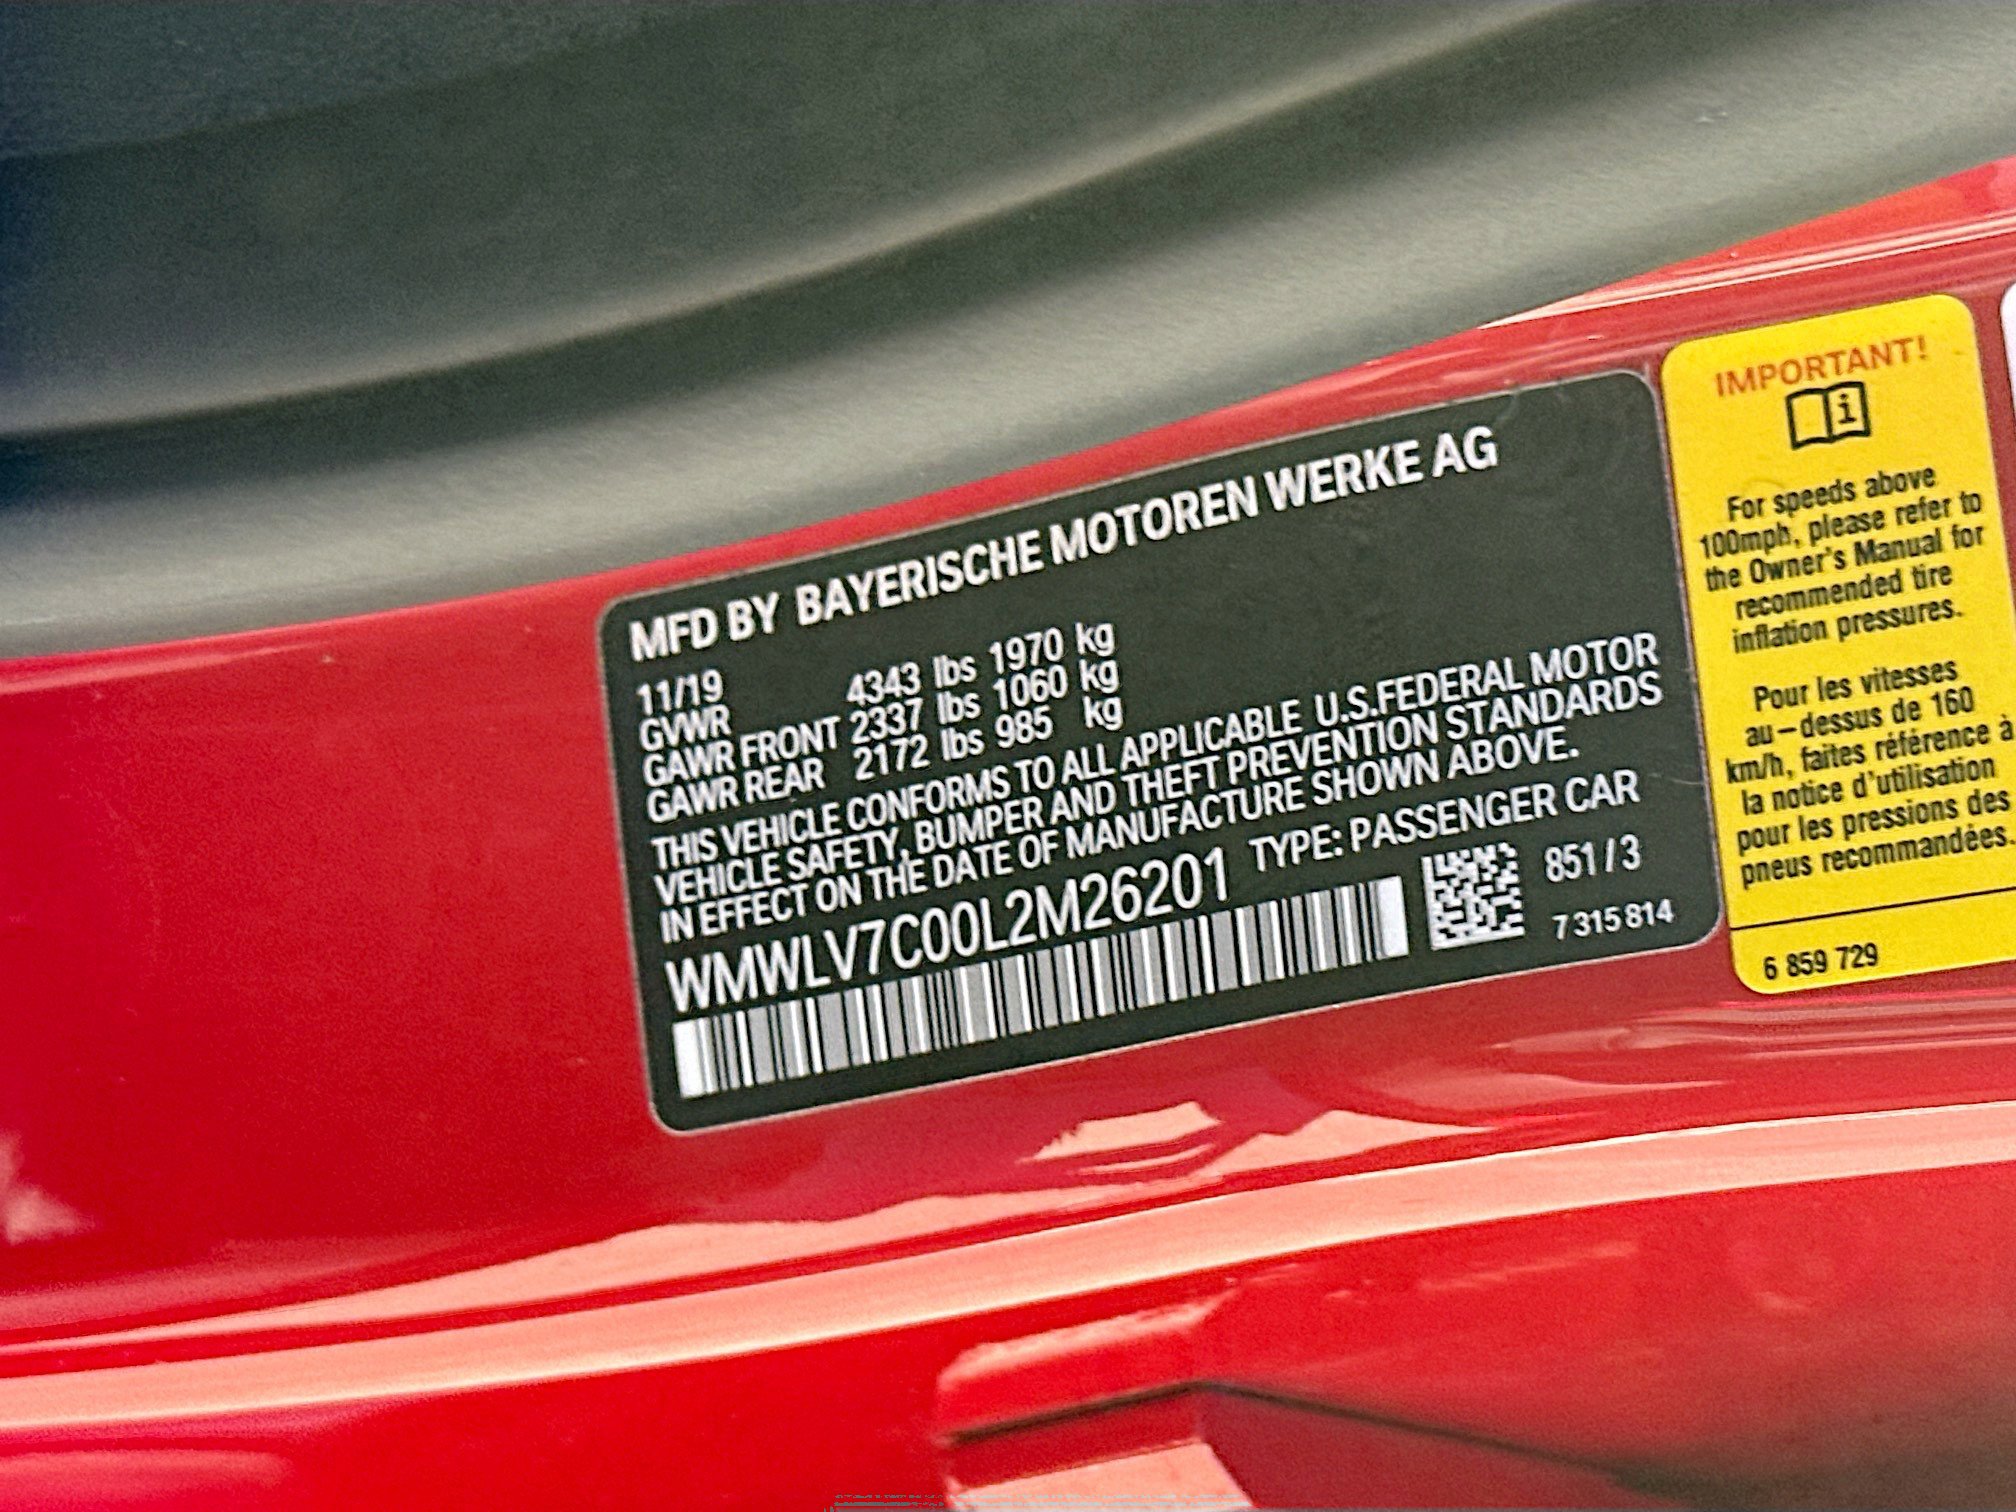 MFD BY BAYERISCHE MOTOREN WERKE AG
11/19
GVWR 4343 lbs 1970 kg
GAWR FRONT 2337 lbs 1060 kg
GAWR REAR 2172 lbs 985 kg
THIS VEHICLE CONFORMS TO ALL APPLICABLE U.S.FEDERAL MOTOR
VEHICLE SAFETY, BUMPER AND THEFT PREVENTION STANDARDS
IN EFFECT ON THE DATE OF MANUFACTURE SHOWN ABOVE.
WMWLV7C00L2M26201 TYPE: PASSENGER CAR
851/3
7 315 814
IMPORTANT!
i
For speeds above
100mph, please refer to
the Owner's Manual for
recommended tire
inflation pressures.
Pour les vitesses
au-dessus de 160
km/h, faites référence à
la notice d'utilisation
pour les pressions des
pneus recommandées.
6 859 729